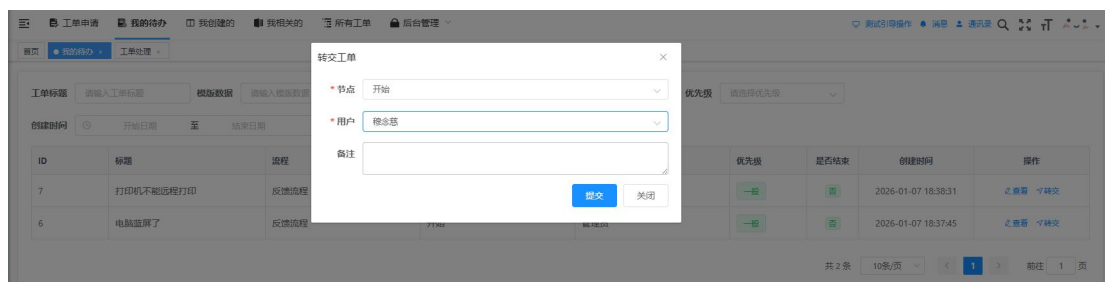 工单申请 我的待办 我创建的 我相关的 所有工单 后台管理 测试引导操作 消息 通讯录
首页 我的待办 × 工单处理 ×
转交工单 ×
工单标题 请输入工单标题 模版数据 请输入模版数据 * 节点 开始 优先级 请选择优先级
创建时间 开始日期 至 结束日期 * 用户 穆念慈
备注
ID 标题 流程 优先级 是否结束 创建时间 操作
提交 关闭
7 打印机不能远程打印 反馈流程 一般 否 2026-01-07 18:38:31 查看 转交
6 电脑蓝屏了 反馈流程 开始 管理员 一般 否 2026-01-07 18:37:45 查看 转交
共 2 条 10条/页 1 前往 1 页